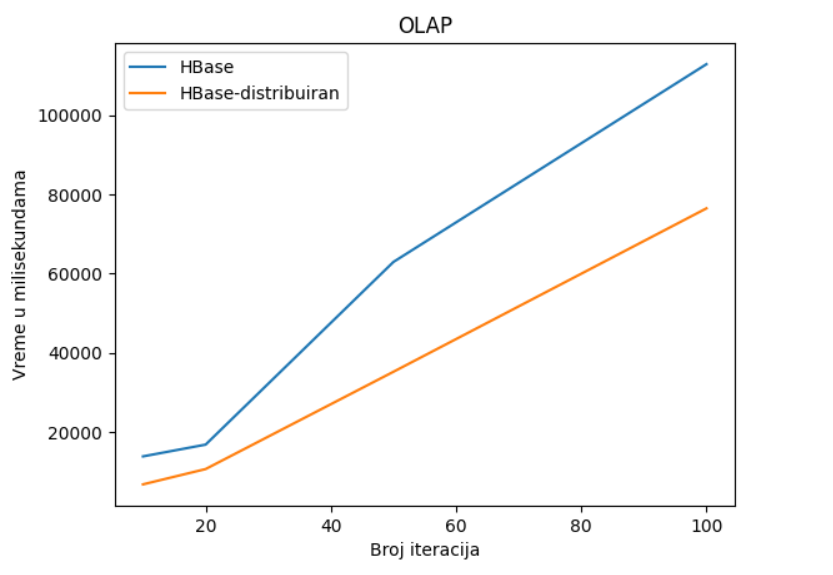 OLAP
HBase
HBase-distribuiran
100000
80000
60000
40000
20000
Vreme u milisekundama
20 40 60 80 100
Broj iteracija